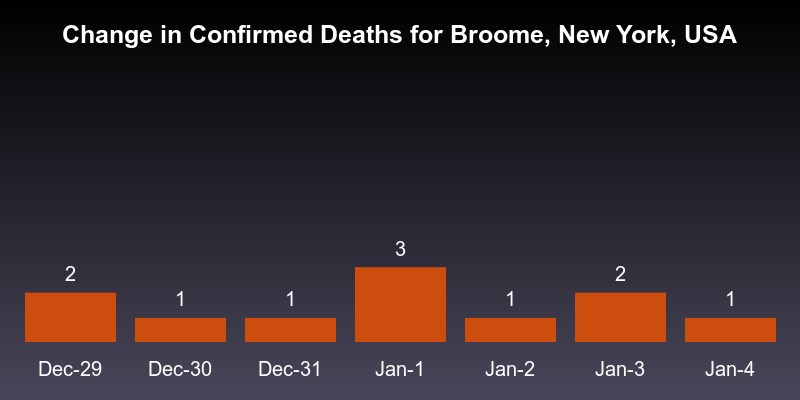 Change in Confirmed Deaths for Broome, New York, USA
3
2 2
1 1 1 1
Dec-29 Dec-30 Dec-31 Jan-1 Jan-2 Jan-3 Jan-4